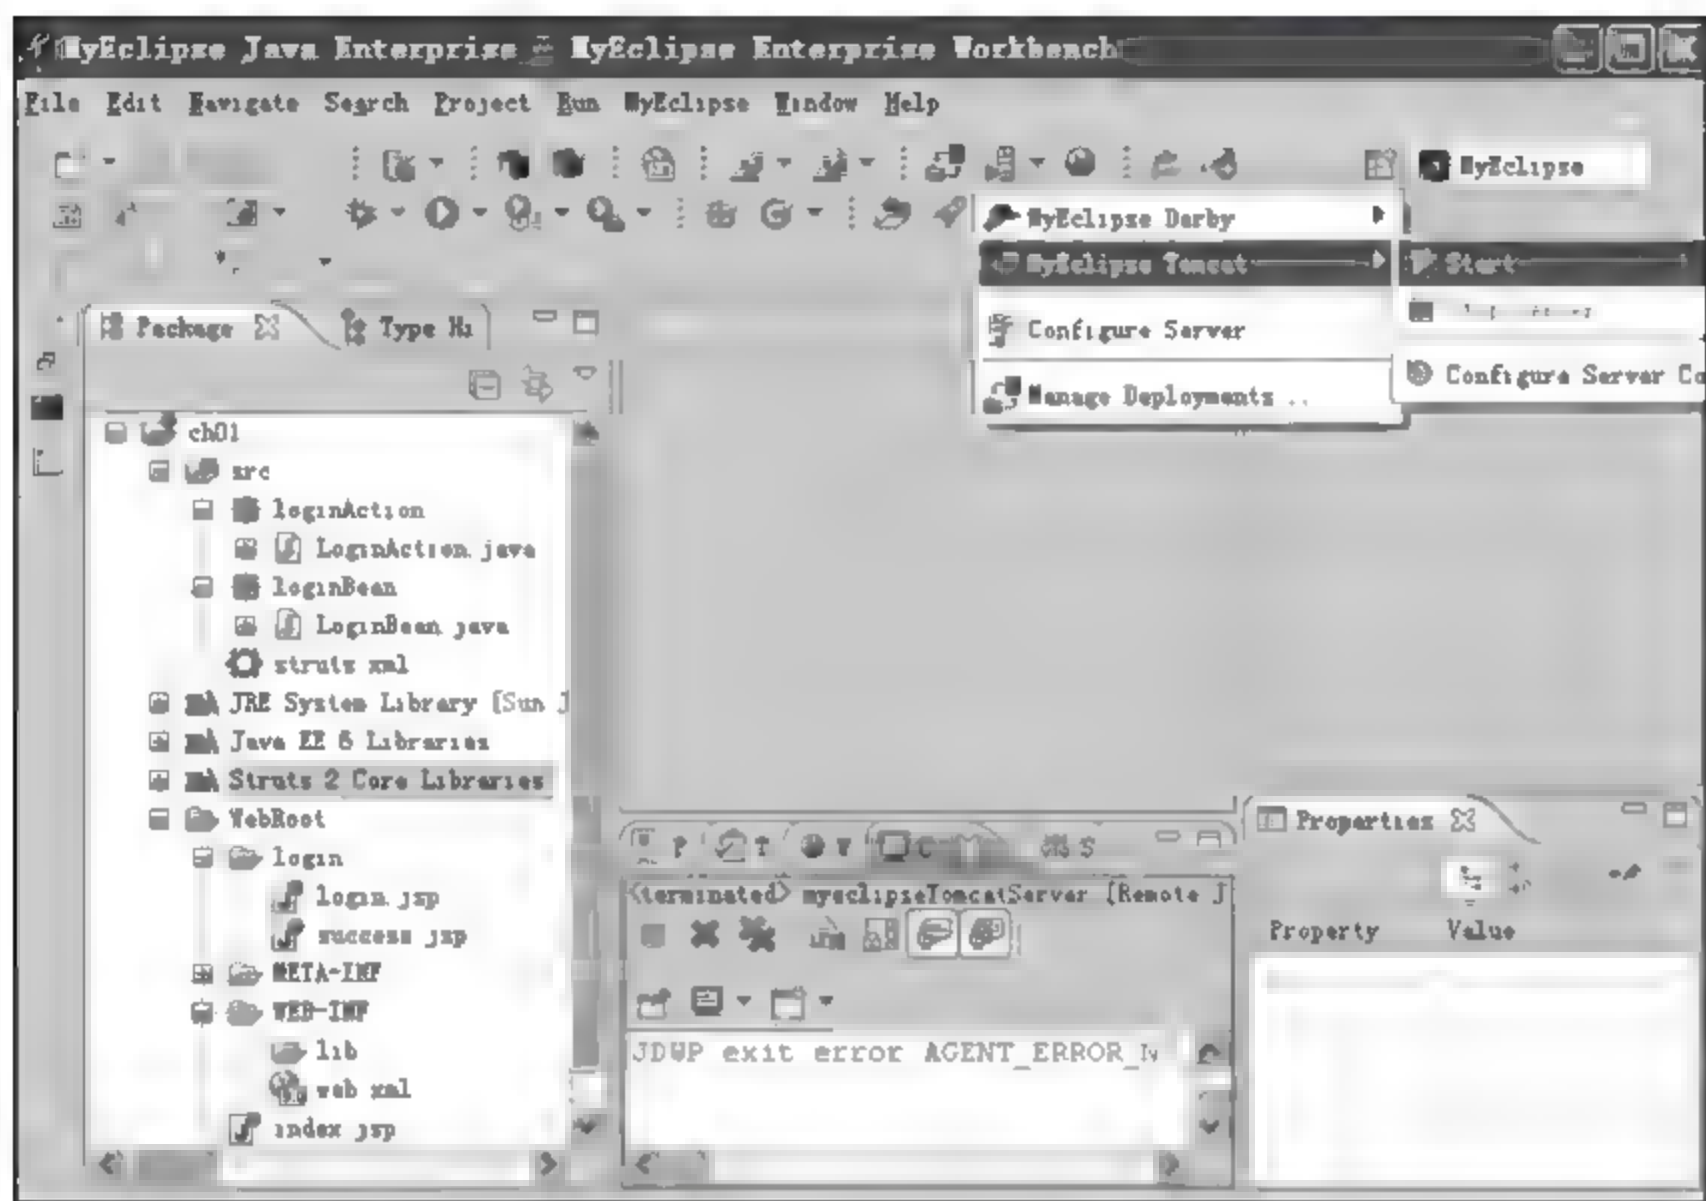 MyEclipse Java Enterprise - MyEclipse Enterprise Workbench
File Edit Navigate Search Project Run MyEclipse Window Help
MyEclipse
MyEclipse Derby
MyEclipse Tomcat
Start
Configure Server
Configure Server Co
Manage Deployments ..
Package
Type Hi
ch01
src
loginAction
LoginAction.java
loginBean
LoginBean.java
struts.xml
JRE System Library [Sun J
Java EE 5 Libraries
Struts 2 Core Libraries
WebRoot
login
login.jsp
success.jsp
META-INF
WEB-INF
lib
web.xml
index.jsp
P T W C S
<terminated> myeclipseTomcatServer [Remote J
JDWP exit error AGENT_ERROR_N
Properties
Property Value